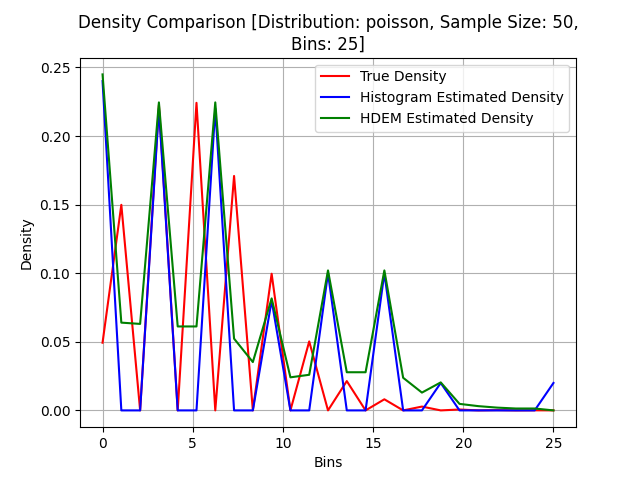 Density Comparison [Distribution: poisson, Sample Size: 50,
Bins: 25]
True Density
Histogram Estimated Density
HDEM Estimated Density
Density
0.25
0.20
0.15
0.10
0.05
0.00
0 5 10 15 20 25
Bins